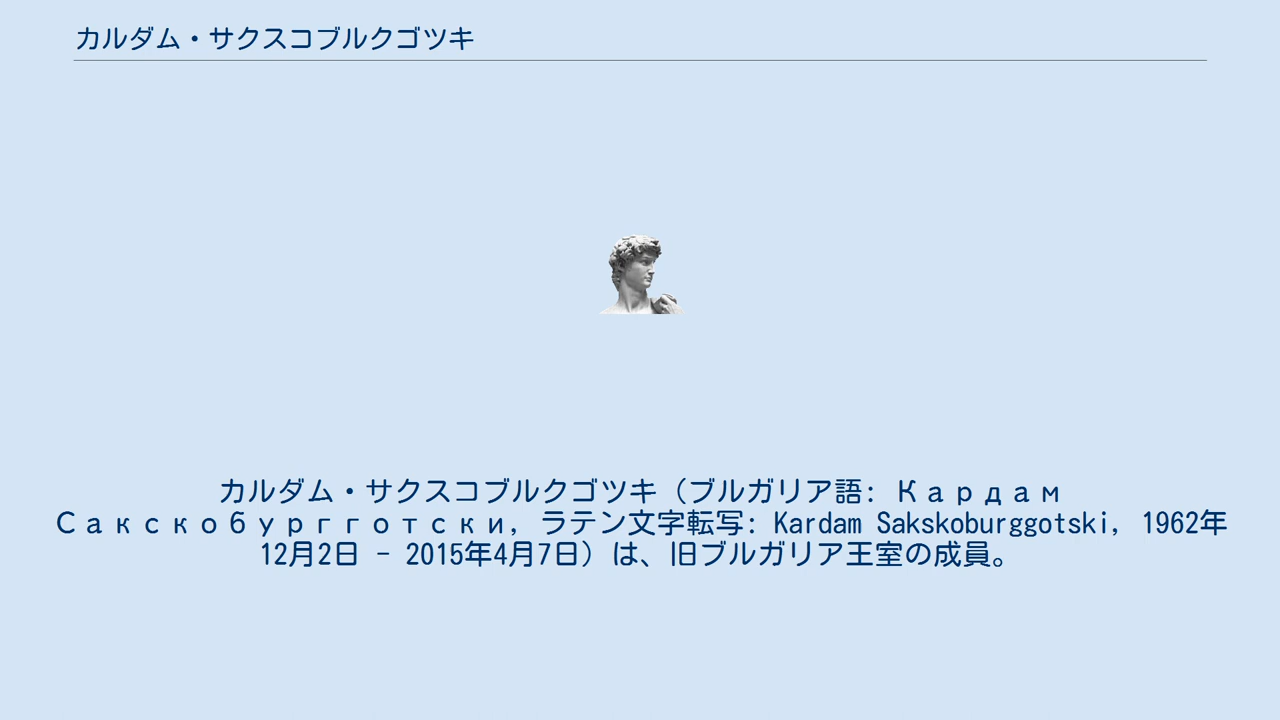 カルダム・サクスコブルクゴツキ
カルダム・サクスコブルクゴツキ（ブルガリア語: Кардам
Сакскобургготски, ラテン文字転写: Kardam Sakskoburggotski, 1962年
12月2日 - 2015年4月7日）は、旧ブルガリア王室の成員。